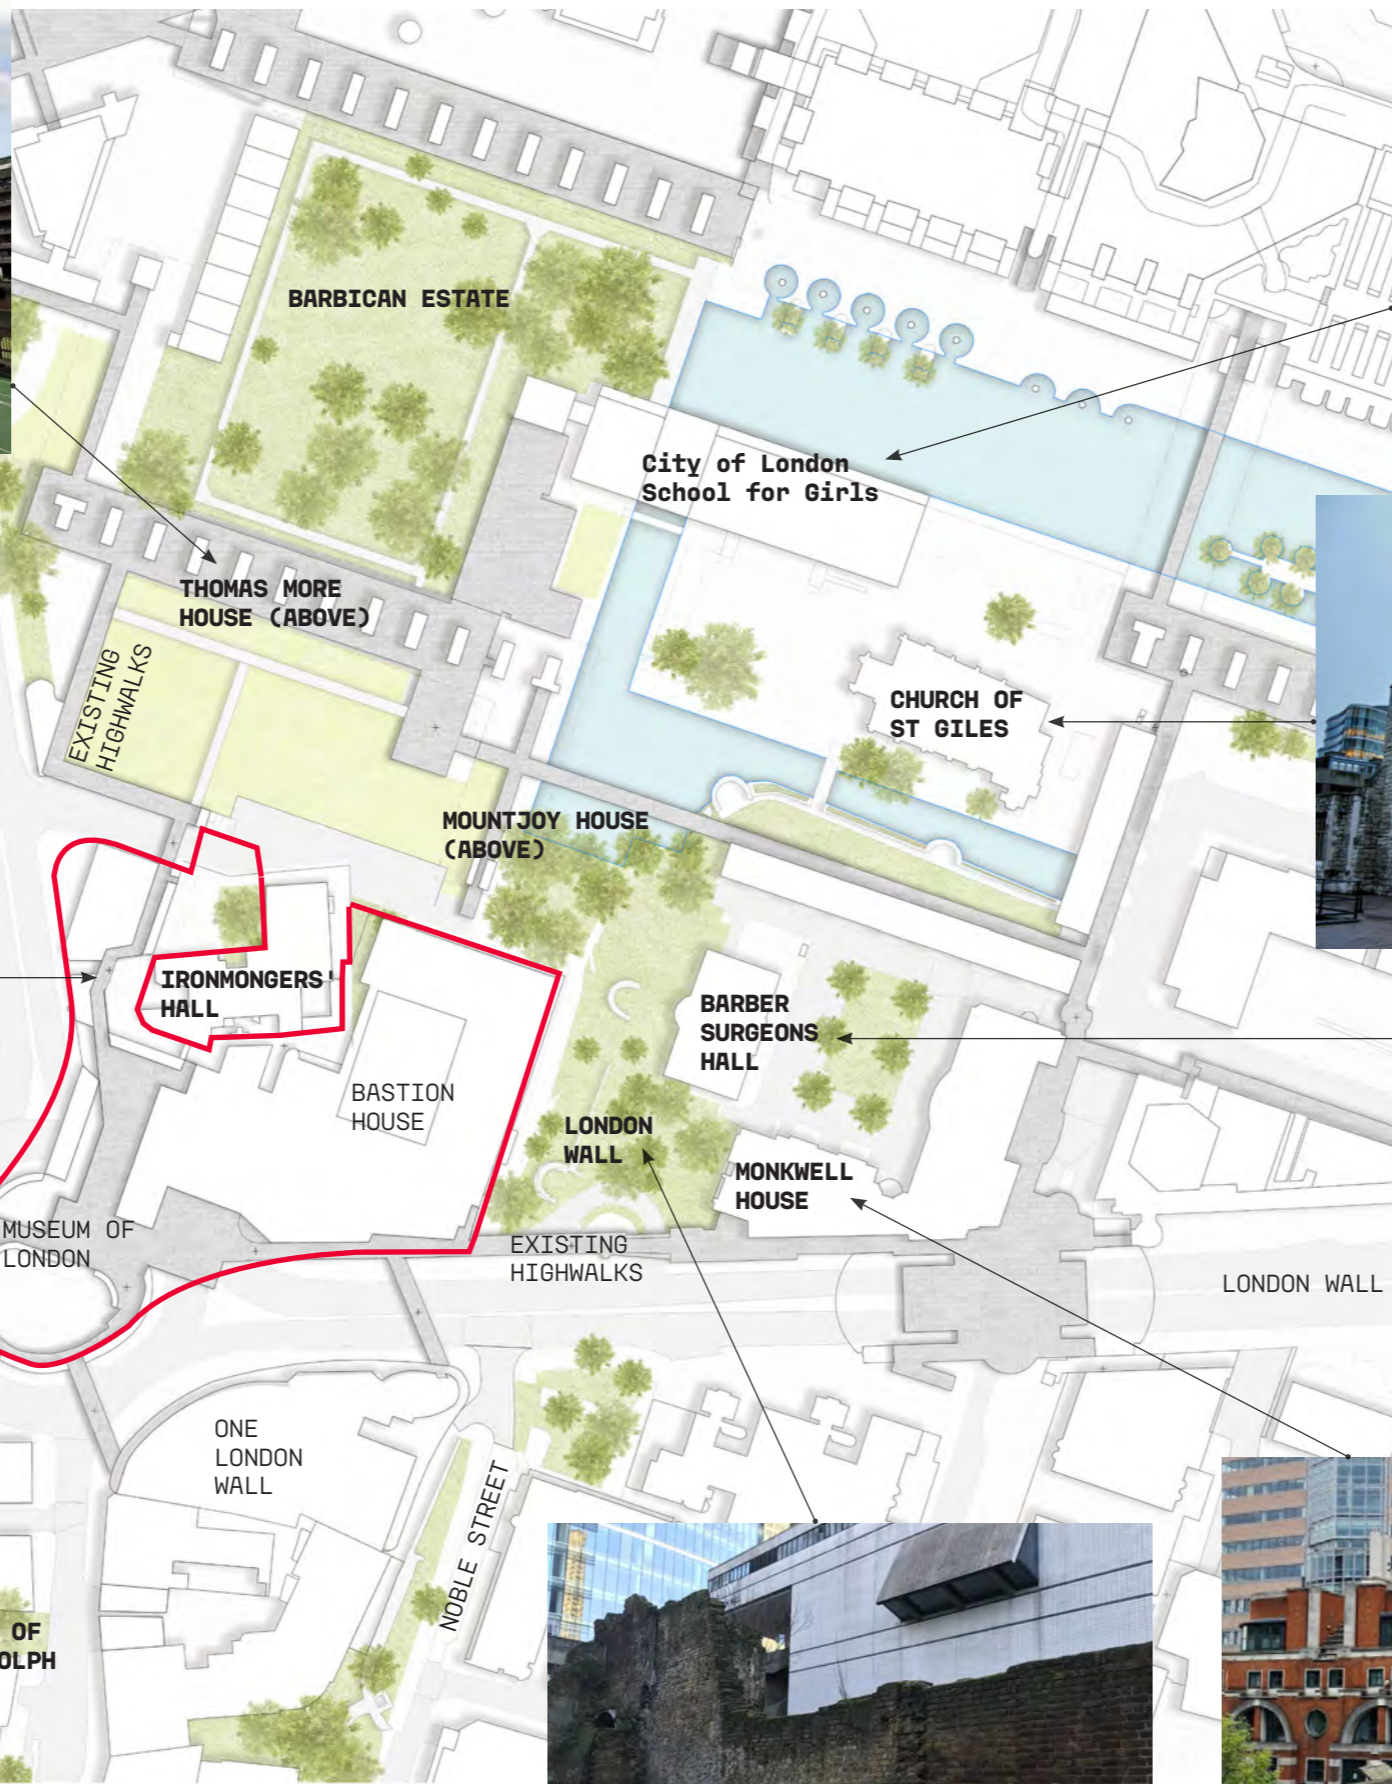 BARBICAN ESTATE
City of London
School for Girls
THOMAS MORE
HOUSE (ABOVE)
EXISTING
HIGHWALKS
CHURCH OF
ST GILES
MOUNTJOY HOUSE
(ABOVE)
IRONMONGERS'
HALL
BARBER
SURGEONS
HALL
BASTION
HOUSE
LONDON
WALL
MONKWELL
HOUSE
MUSEUM OF
LONDON
EXISTING
HIGHWALKS
LONDON WALL
ONE
LONDON
WALL
NOBLE STREET
OF
OLPH